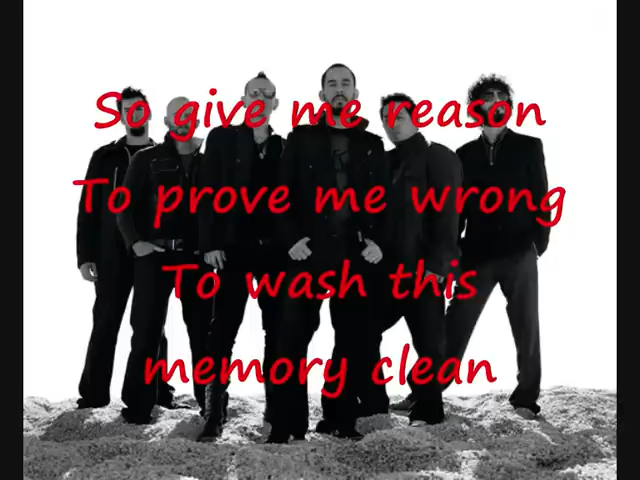 So give me reason
To prove me wrong
To wash this
memory clean